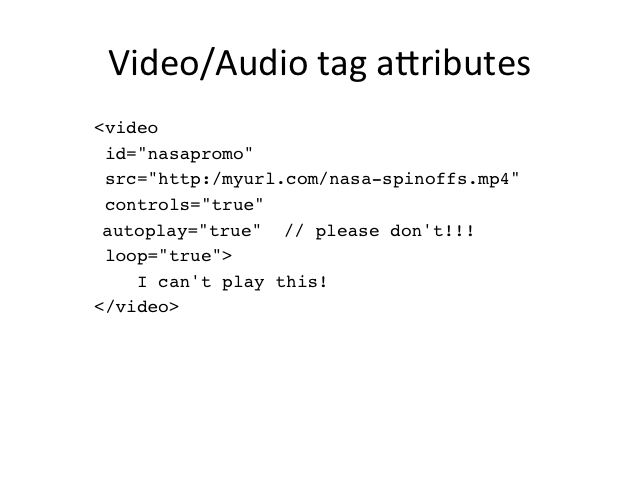 Video/Audio tag attributes
<video
id="nasapromo"
src="http:/myurl.com/nasa-spinoffs.mp4"
controls="true"
autoplay="true"  // please don't!!!
loop="true">
I can't play this!
</video>